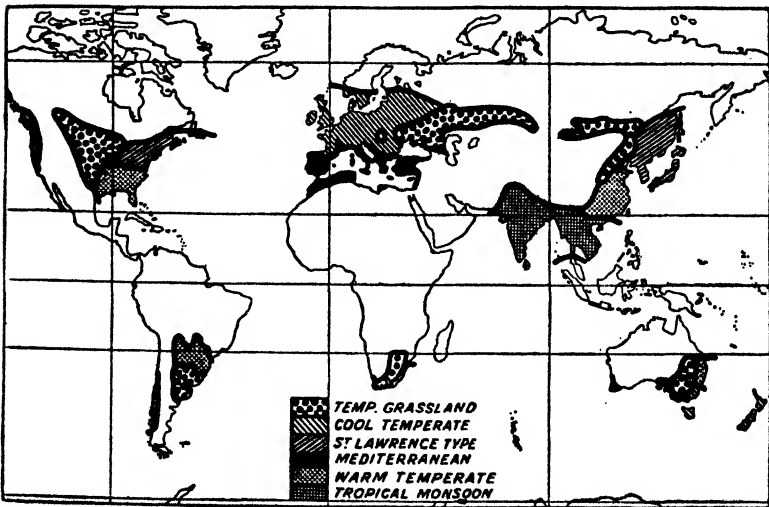 TEMP. GRASSLAND
COOL TEMPERATE
ST LAWRENCE TYPE
MEDITERRANEAN
WARM TEMPERATE
TROPICAL MONSOON